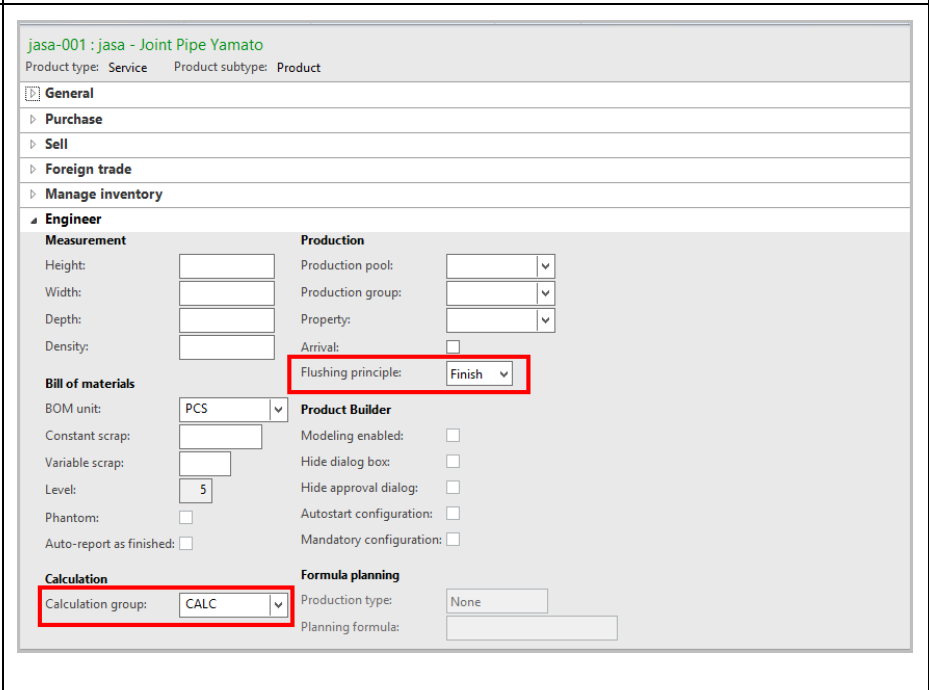 jasa-001 : jasa - Joint Pipe Yamato
Product type: Service Product subtype: Product
General
Purchase
Sell
Foreign trade
Manage inventory
Engineer
Measurement
Height:
Width:
Depth:
Density:
Bill of materials
BOM unit: PCS
Constant scrap:
Variable scrap:
Level: 5
Phantom:
Auto-report as finished:
Calculation
Calculation group: CALC
Production
Production pool:
Production group:
Property:
Arrival:
Flushing principle: Finish
Product Builder
Modeling enabled:
Hide dialog box:
Hide approval dialog:
Autostart configuration:
Mandatory configuration:
Formula planning
Production type: None
Planning formula: